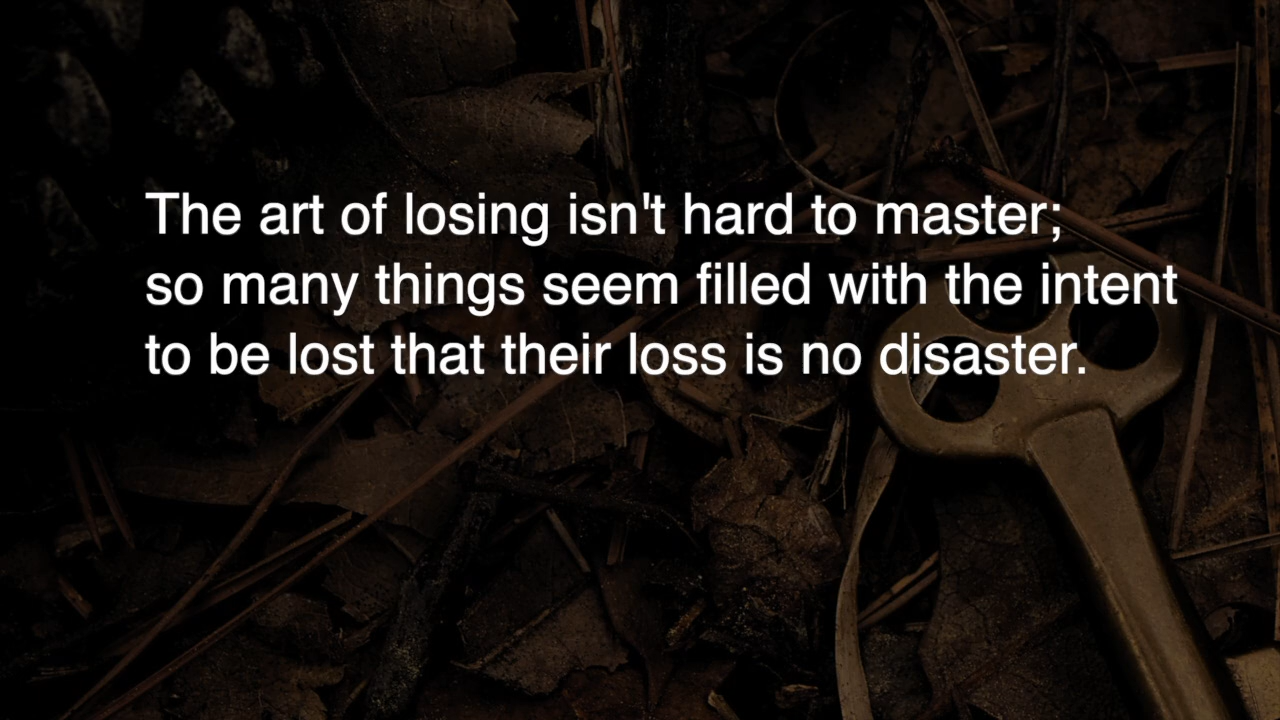 The art of losing isn't hard to master;
so many things seem filled with the intent
to be lost that their loss is no disaster.